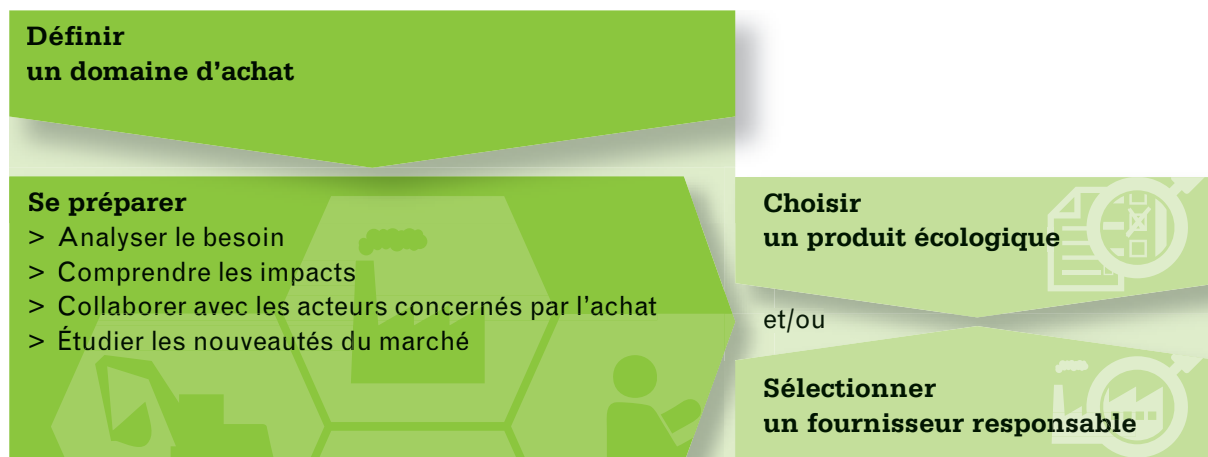 Définir
un domaine d’achat
Se préparer
> Analyser le besoin
> Comprendre les impacts
> Collaborer avec les acteurs concernés par l’achat
> Étudier les nouveautés du marché
Choisir
un produit écologique
et/ou
Sélectionner
un fournisseur responsable